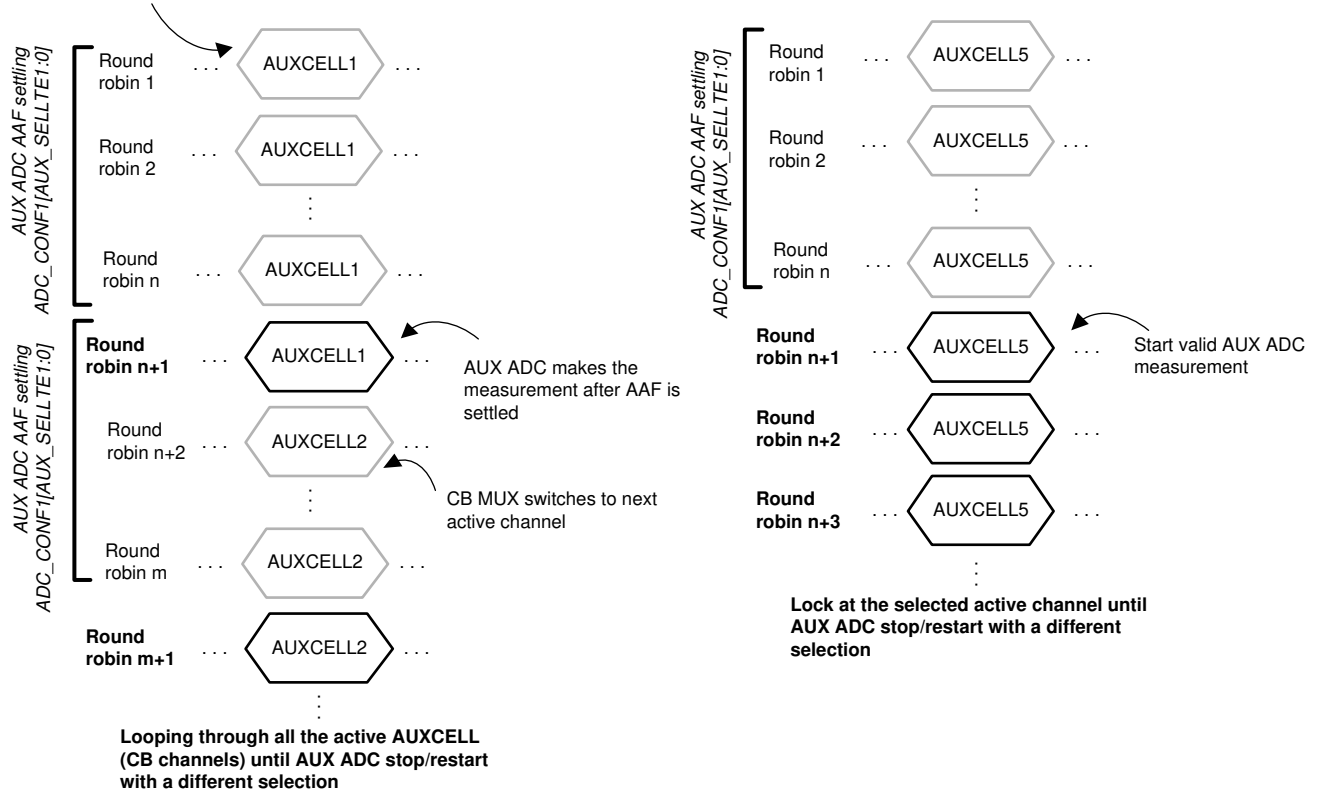 AUX ADC AAF settling
ADC_CONF1[AUX_SELLTE1:0]
Round
robin 1
. . .
AUXCELL1
. . .
Round
robin 2
. . .
AUXCELL1
. . .
Round
robin n
. . .
AUXCELL1
. . .
AUX ADC AAF settling
ADC_CONF1[AUX_SELLTE1:0]
Round
robin n+1
. . .
AUXCELL1
. . .
AUX ADC makes the
measurement after AAF is
settled
Round
robin n+2
. . .
AUXCELL2
. . .
CB MUX switches to next
active channel
Round
robin m
. . .
AUXCELL2
. . .
Round
robin m+1
. . .
AUXCELL2
. . .
Looping through all the active AUXCELL
(CB channels) until AUX ADC stop/restart
with a different selection
AUX ADC AAF settling
ADC_CONF1[AUX_SELLTE1:0]
Round
robin 1
. . .
AUXCELL5
. . .
Round
robin 2
. . .
AUXCELL5
. . .
Round
robin n
. . .
AUXCELL5
. . .
Round
robin n+1
. . .
AUXCELL5
. . .
Start valid AUX ADC
measurement
Round
robin n+2
. . .
AUXCELL5
. . .
Round
robin n+3
. . .
AUXCELL5
. . .
Lock at the selected active channel until
AUX ADC stop/restart with a different
selection